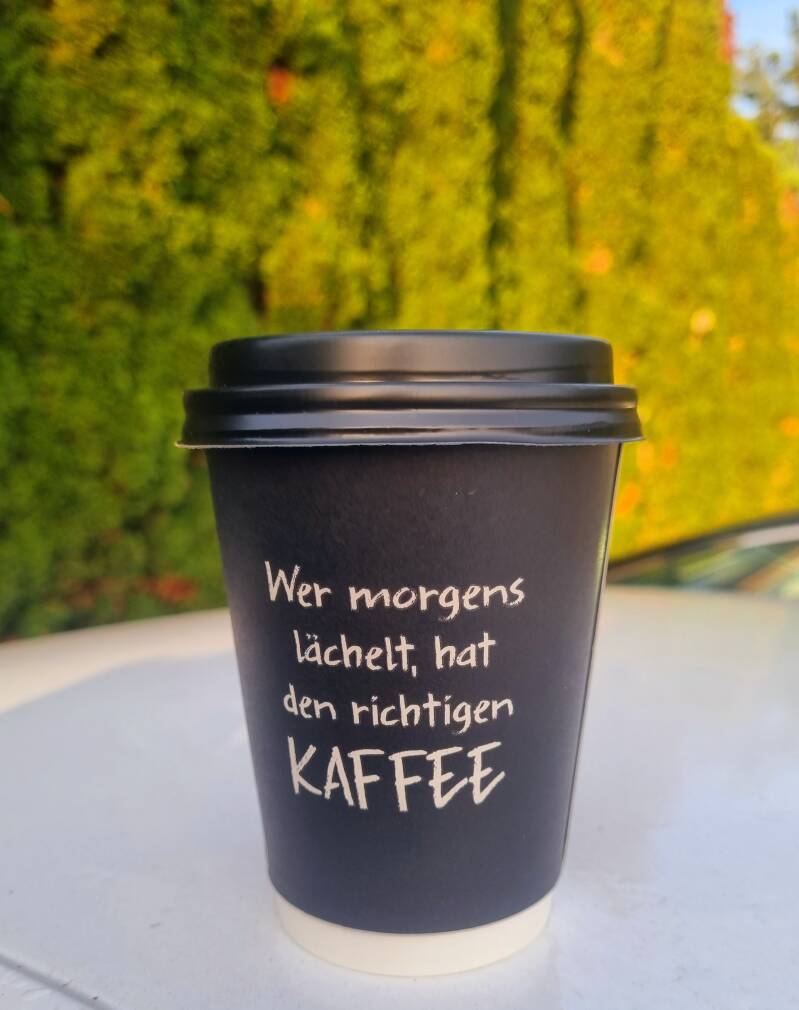 Wer morgens
lächelt, hat
den richtigen
KAFFEE